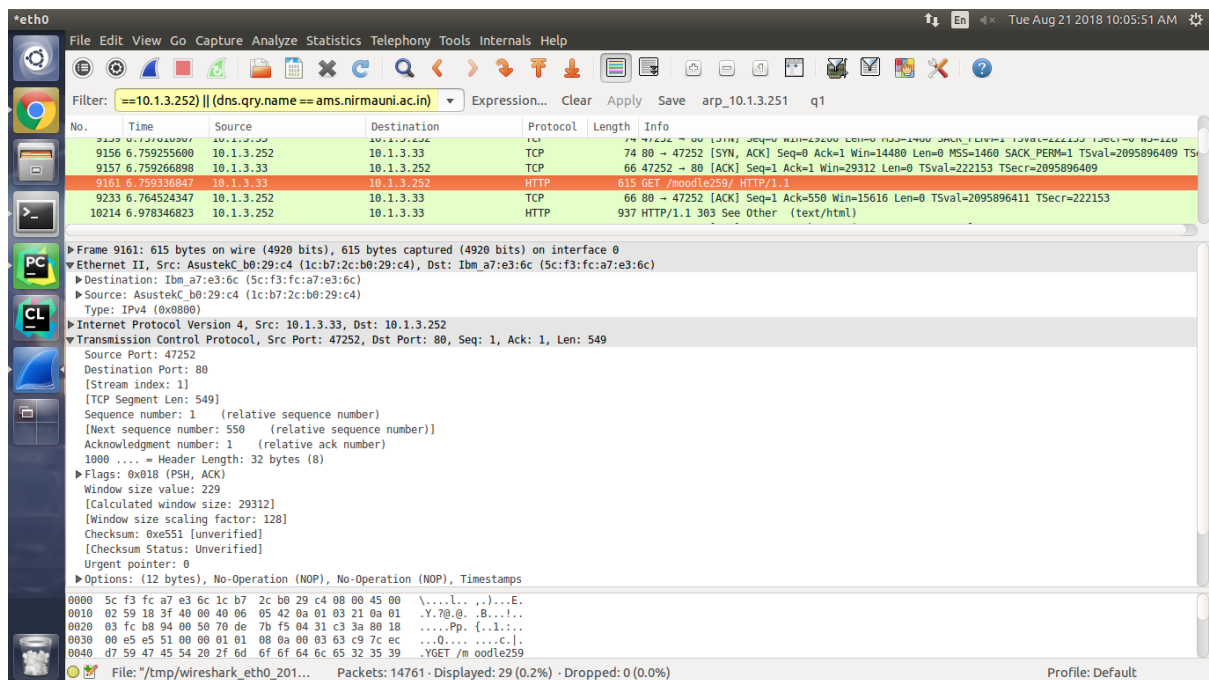 *eth0 En Tue Aug 21 2018 10:05:51 AM
File Edit View Go Capture Analyze Statistics Telephony Tools Internals Help
Filter: ==10.1.3.252) || (dns.qry.name == ams.nirmauni.ac.in) Expression... Clear Apply Save arp_10.1.3.251 q1
No. Time Source Destination Protocol Length Info
9156 6.759255600 10.1.3.252 10.1.3.33 TCP 74 80 → 47252 [SYN, ACK] Seq=0 Ack=1 Win=14480 Len=0 MSS=1460 SACK_PERM=1 TSval=2095896409 TS
9157 6.759266898 10.1.3.33 10.1.3.252 TCP 66 47252 → 80 [ACK] Seq=1 Ack=1 Win=29312 Len=0 TSval=222153 TSecr=2095896409
9161 6.759336847 10.1.3.33 10.1.3.252 HTTP 615 GET /moodle259/ HTTP/1.1
9233 6.764524347 10.1.3.252 10.1.3.33 TCP 66 80 → 47252 [ACK] Seq=1 Ack=550 Win=15616 Len=0 TSval=2095896411 TSecr=222153
10214 6.978346823 10.1.3.252 10.1.3.33 HTTP 937 HTTP/1.1 303 See Other (text/html)
Frame 9161: 615 bytes on wire (4920 bits), 615 bytes captured (4920 bits) on interface 0
Ethernet II, Src: AsustekC_b0:29:c4 (1c:b7:2c:b0:29:c4), Dst: Ibm_a7:e3:6c (5c:f3:fc:a7:e3:6c)
Destination: Ibm_a7:e3:6c (5c:f3:fc:a7:e3:6c)
Source: AsustekC_b0:29:c4 (1c:b7:2c:b0:29:c4)
Type: IPv4 (0x0800)
Internet Protocol Version 4, Src: 10.1.3.33, Dst: 10.1.3.252
Transmission Control Protocol, Src Port: 47252, Dst Port: 80, Seq: 1, Ack: 1, Len: 549
Source Port: 47252
Destination Port: 80
[Stream index: 1]
[TCP Segment Len: 549]
Sequence number: 1 (relative sequence number)
[Next sequence number: 550 (relative sequence number)]
Acknowledgment number: 1 (relative ack number)
1000 .... = Header Length: 32 bytes (8)
Flags: 0x018 (PSH, ACK)
Window size value: 229
[Calculated window size: 29312]
[Window size scaling factor: 128]
Checksum: 0xe551 [unverified]
[Checksum Status: Unverified]
Urgent pointer: 0
Options: (12 bytes), No-Operation (NOP), No-Operation (NOP), Timestamps
0000 5c f3 fc a7 e3 6c 1c b7 2c b0 29 c4 08 00 45 00 \....l.. ,.)...E.
0010 02 59 18 3f 40 00 40 06 05 42 0a 01 03 21 0a 01 .Y.?@.@. .B...!..
0020 03 fc b8 94 00 50 70 de 7b f5 04 31 c3 3a 80 18 .....Pp. {..1.:..
0030 00 e5 e5 51 00 00 01 01 08 0a 00 03 63 c9 7c ec ...Q.... ....c.|.
0040 d7 59 47 45 54 20 2f 6d 6f 6f 64 6c 65 32 35 39 .YGET /m oodle259
File: "/tmp/wireshark_eth0_201... Packets: 14761 · Displayed: 29 (0.2%) · Dropped: 0 (0.0%) Profile: Default
PC
CL